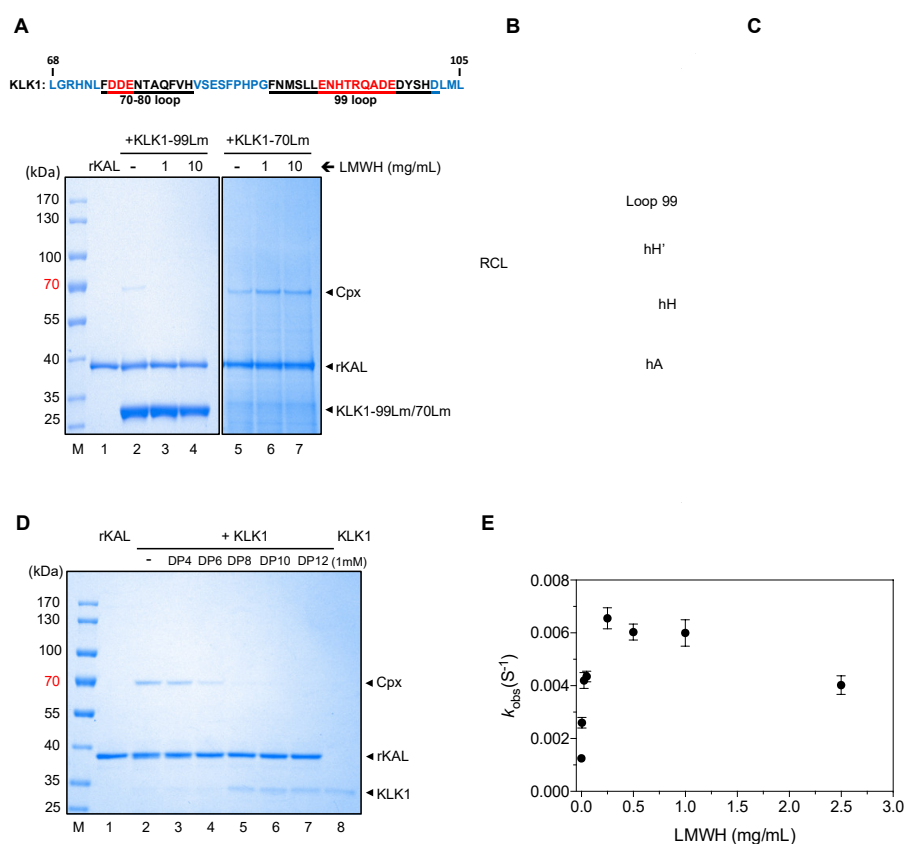 A
B
C
68
105
KLK1: LGRHNLFDDENTAQFVHVSESFPHPGFNMSLLENHTRQADEDYSHDLML
70-80 loop
99 loop
+KLK1-99Lm
+KLK1-70Lm
rKAL
-
1
10
-
1
10
← LMWH (mg/mL)
(kDa)
170
130
100
70
55
40
35
25
Cpx
rKAL
KLK1-99Lm/70Lm
M
1
2
3
4
5
6
7
Loop 99
hH'
RCL
hH
hA
D
rKAL
+ KLK1
KLK1
-
DP4
DP6
DP8
DP10
DP12
(1mM)
(kDa)
170
130
100
70
55
40
35
25
Cpx
rKAL
KLK1
M
1
2
3
4
5
6
7
8
E
kobs(S-1)
0.008
0.006
0.004
0.002
0.000
0.0
0.5
1.0
1.5
2.0
2.5
3.0
LMWH (mg/mL)